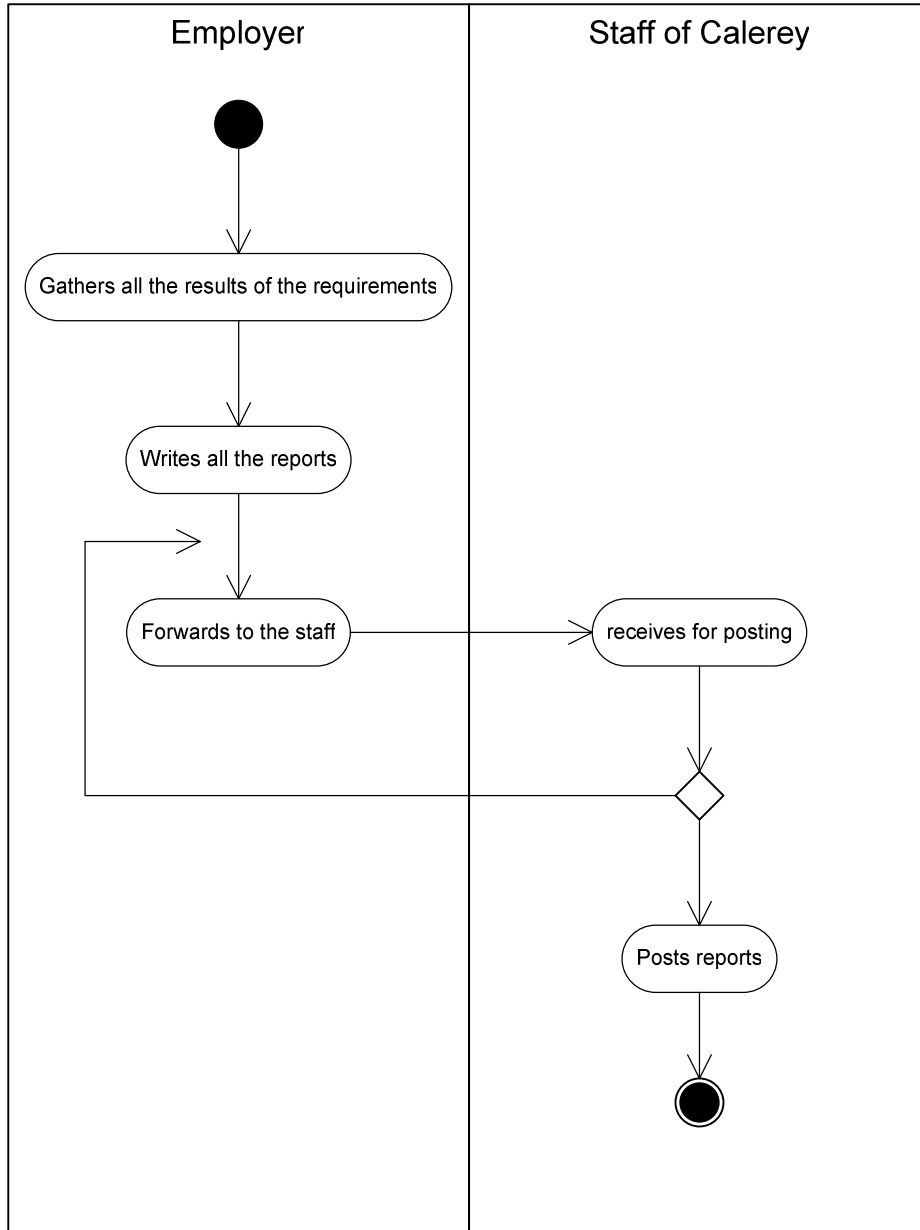 Employer
Staff of Calerey
Gathers all the results of the requirements
Writes all the reports
Forwards to the staff
receives for posting
Posts reports